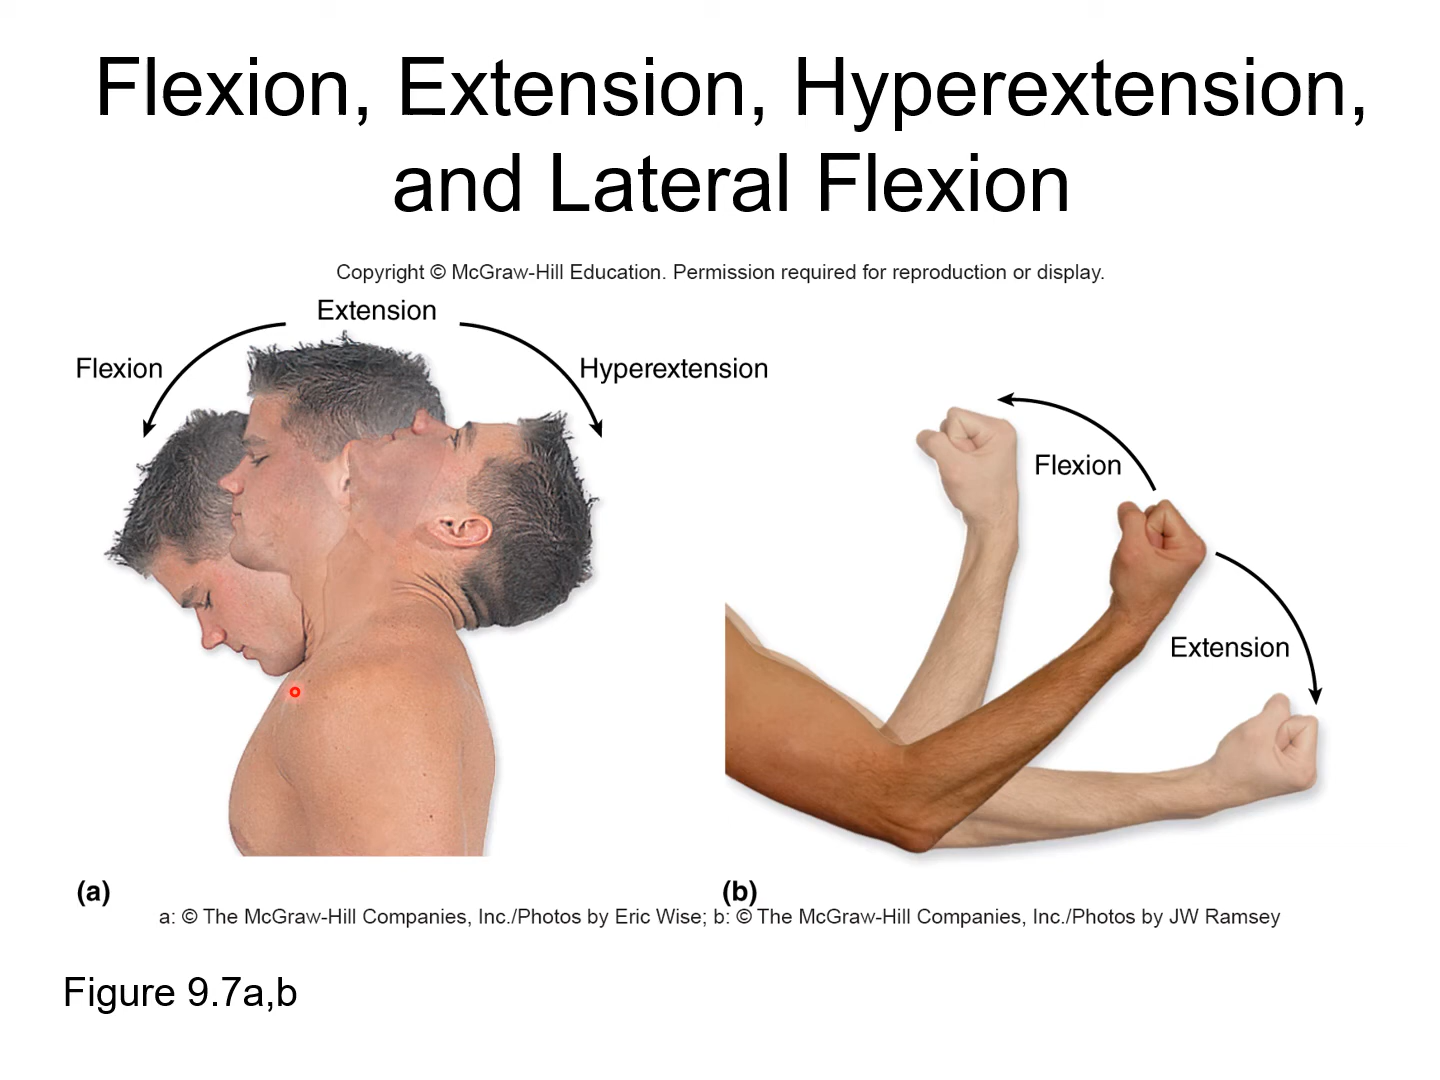 Flexion, Extension, Hyperextension,
and Lateral Flexion
Copyright © McGraw-Hill Education. Permission required for reproduction or display.
Extension
Flexion
Hyperextension
Flexion
Extension
(a)
(b)
a: © The McGraw-Hill Companies, Inc./Photos by Eric Wise; b: © The McGraw-Hill Companies, Inc./Photos by JW Ramsey
Figure 9.7a,b